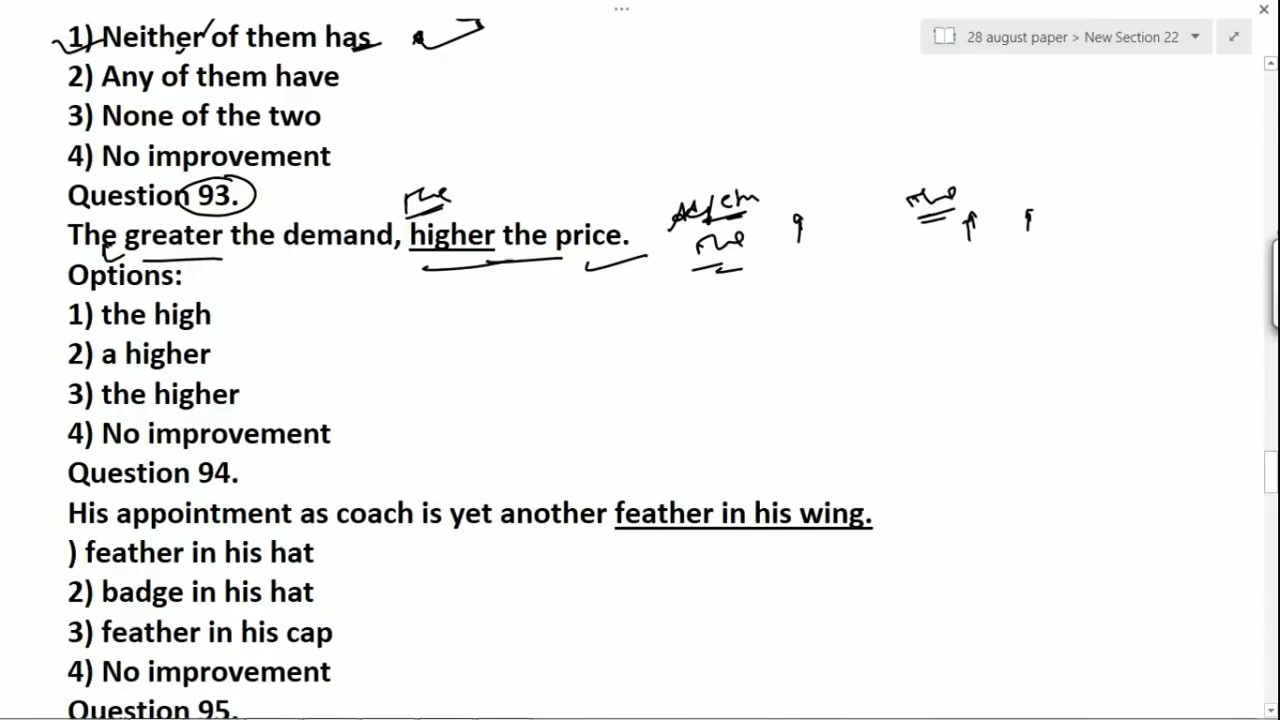 28 august paper > New Section 22
1) Neither of them has
2) Any of them have
3) None of the two
4) No improvement
Question 93.
the
the
The greater the demand, higher the price.
the
Options:
1) the high
2) a higher
3) the higher
4) No improvement
Question 94.
His appointment as coach is yet another feather in his wing.
) feather in his hat
2) badge in his hat
3) feather in his cap
4) No improvement
Question 95.